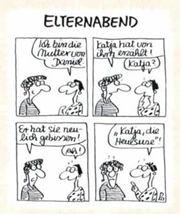 ELTERNABEND
Ich bin die
Mutter von
Daniel.
Katja hat von
ihm erzählt!
Katja?
Er hat sie neu-
lich gebissen!
Ach!
"Katja, die
Heulsuse"!